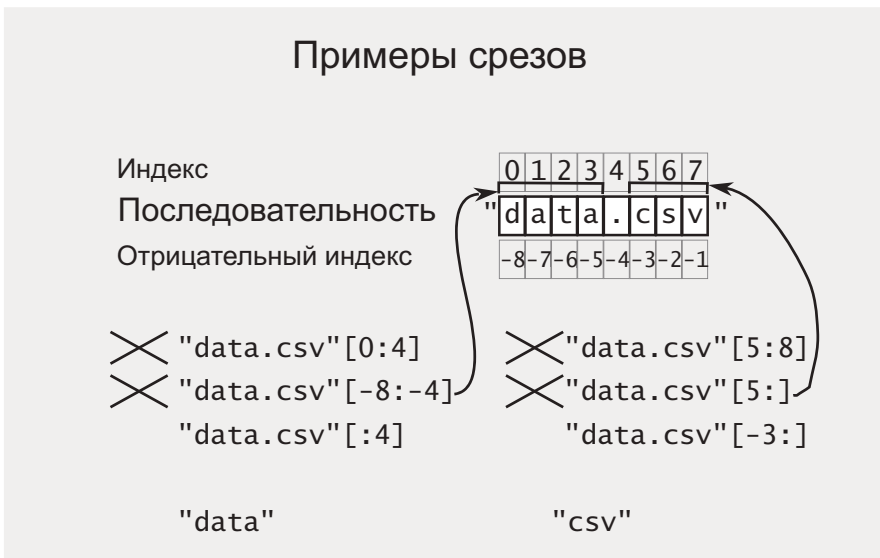 Примеры срезов
Индекс 0 1 2 3 4 5 6 7
Последовательность "data.csv"
Отрицательный индекс -8 -7 -6 -5 -4 -3 -2 -1
"data.csv"[0:4] "data.csv"[5:8]
"data.csv"[-8:-4] "data.csv"[5:]
"data.csv"[:4] "data.csv"[-3:]
"data" "csv"